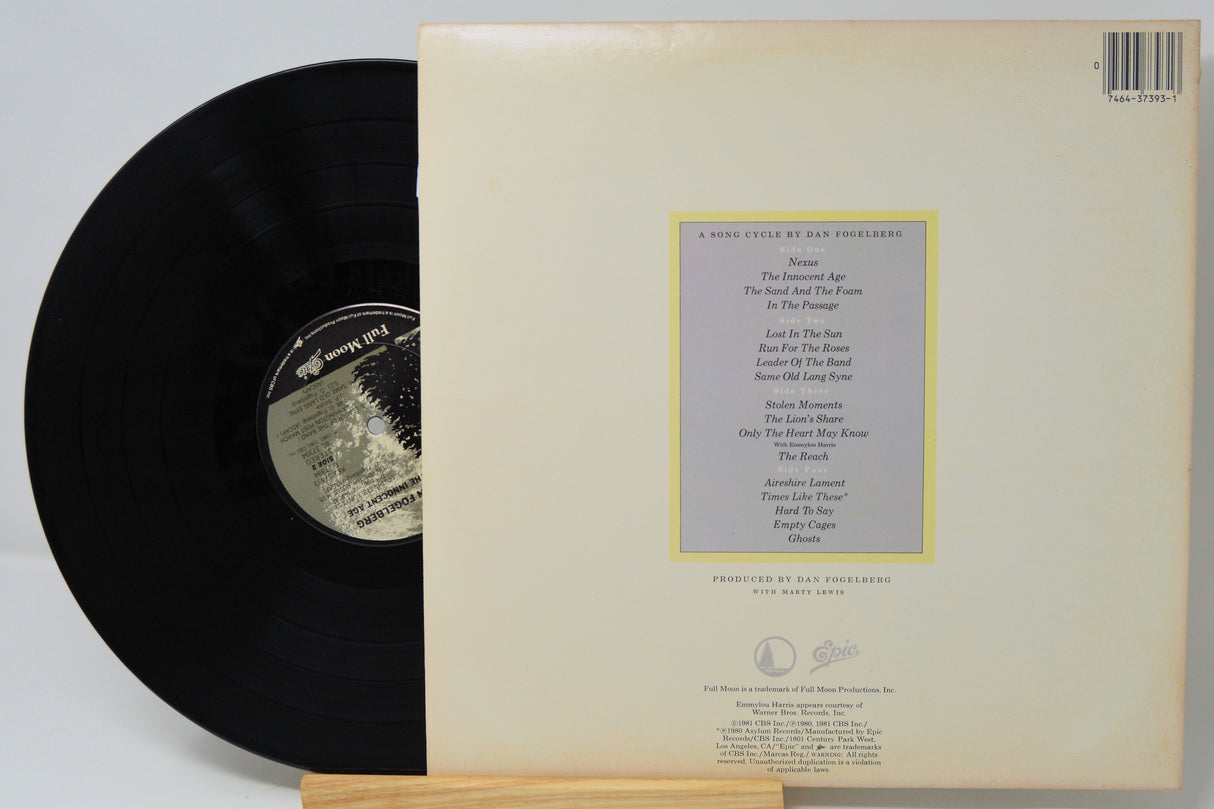 0
7464-37393-1
A SONG CYCLE BY DAN FOGELBERG
Side One
Nexus
The Innocent Age
The Sand And The Foam
In The Passage
Side Two
Lost In The Sun
Run For The Roses
Leader Of The Band
Same Old Lang Syne
Side Three
Stolen Moments
The Lion's Share
Only The Heart May Know
With Emmylou Harris
The Reach
Side Four
Aireshire Lament
Times Like These*
Hard To Say
Empty Cages
Ghosts
PRODUCED BY DAN FOGELBERG
WITH MARTY LEWIS
Epic
Full Moon is a trademark of Full Moon Productions, Inc.
Emmylou Harris appears courtesy of
Warner Bros. Records, Inc.
©1981 CBS Inc./℗1980, 1981 CBS Inc./
*℗1980 Asylum Records/Manufactured by Epic
Records/CBS Inc./1801 Century Park West,
Los Angeles, CA/"Epic" and Epic are trademarks
of CBS Inc./Marcas Reg./WARNING: All rights
reserved. Unauthorized duplication is a violation
of applicable laws.
Full Moon
Epic
SIDE 2
FOGELBERG
THE INNOCENT AGE